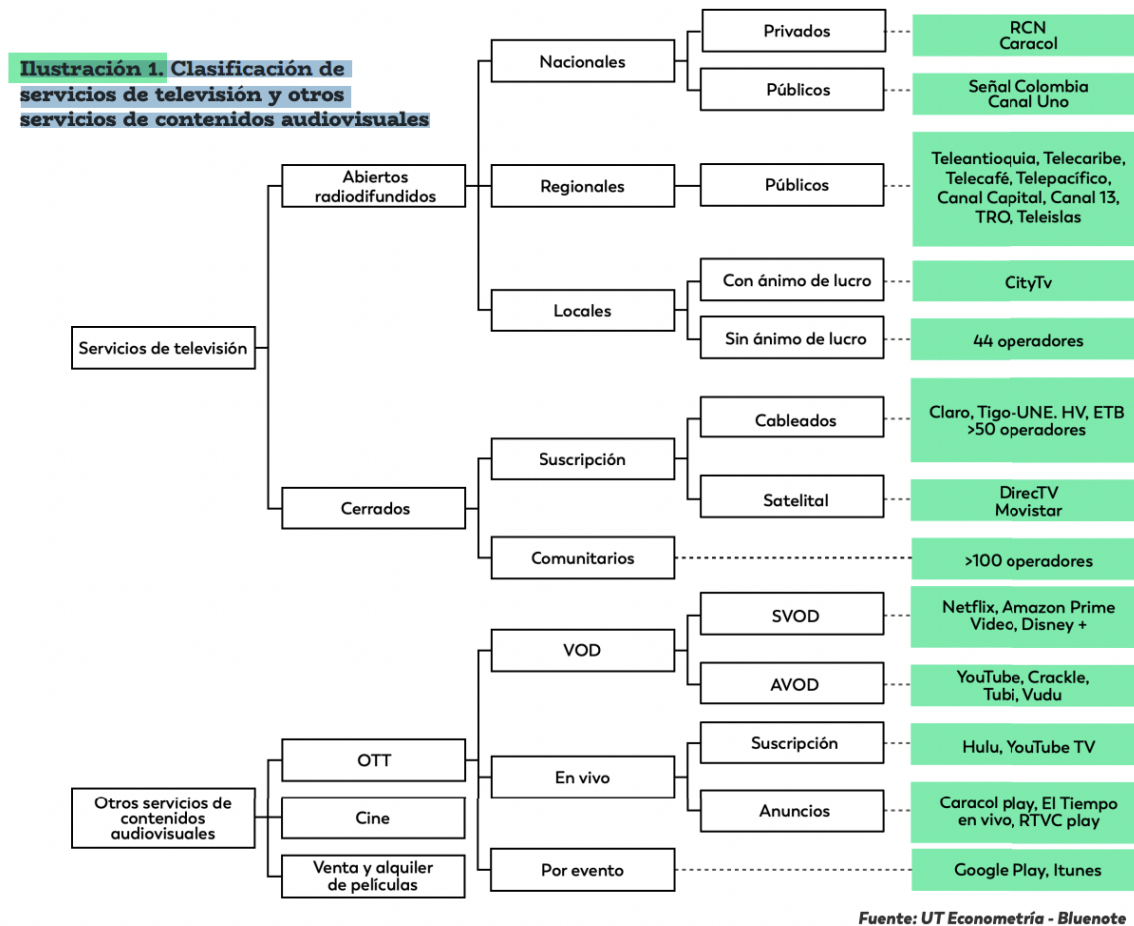 Ilustración 1. Clasificación de
servicios de televisión y otros
servicios de contenidos audiovisuales
Servicios de televisión
Abiertos
radiodifundidos
Nacionales
Privados
RCN
Caracol
Públicos
Señal Colombia
Canal Uno
Regionales
Públicos
Teleantioquia, Telecaribe,
Telecafé, Telepacífico,
Canal Capital, Canal 13,
TRO, Teleislas
Locales
Con ánimo de lucro
CityTv
Sin ánimo de lucro
44 operadores
Cerrados
Suscripción
Cableados
Claro, Tigo-UNE. HV, ETB
>50 operadores
Satelital
DirecTV
Movistar
Comunitarios
>100 operadores
Otros servicios de
contenidos
audiovisuales
OTT
VOD
SVOD
Netflix, Amazon Prime
Video, Disney +
AVOD
YouTube, Crackle,
Tubi, Vudu
En vivo
Suscripción
Hulu, YouTube TV
Anuncios
Caracol play, El Tiempo
en vivo, RTVC play
Por evento
Google Play, Itunes
Cine
Venta y alquiler
de películas
Fuente: UT Econometría - Bluenote